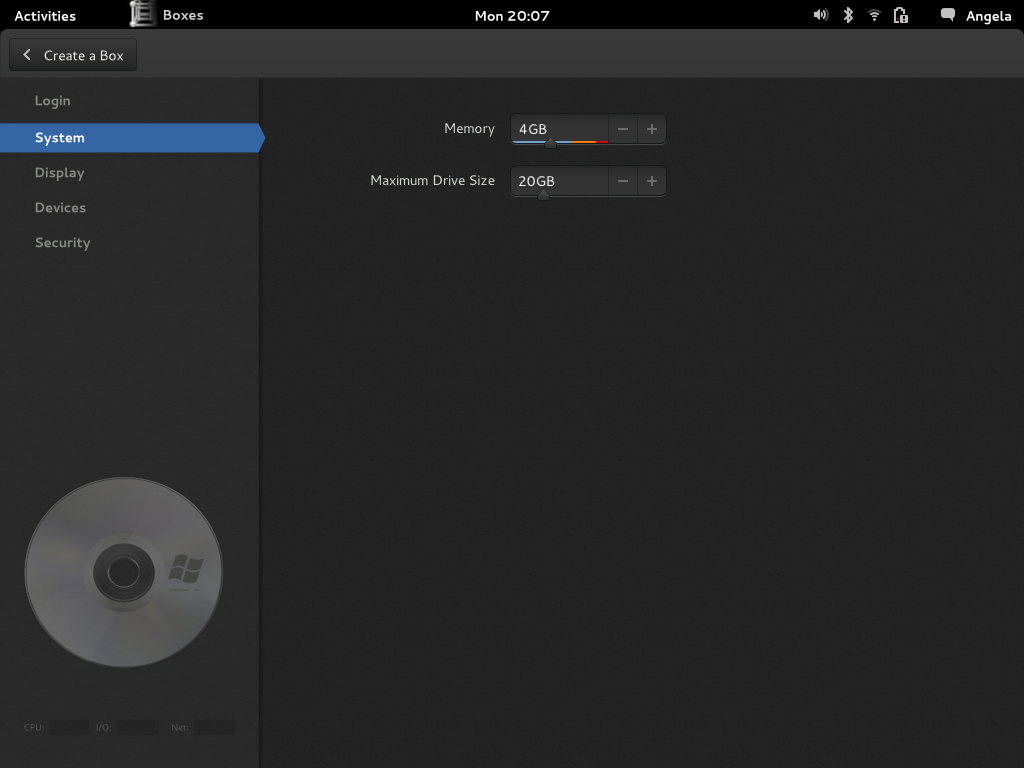 Activities Boxes Mon 20:07 Angela
Create a Box
Login
System
Display
Devices
Security
Memory 4GB
Maximum Drive Size 20GB
CPU: I/O: Net: